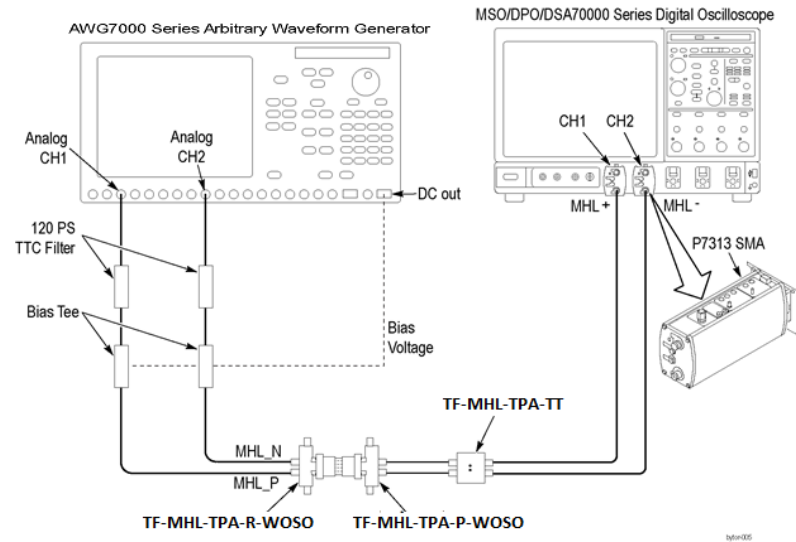 AWG7000 Series Arbitrary Waveform Generator
MSO/DPO/DSA70000 Series Digital Oscilloscope
Analog
CH1
Analog
CH2
DC out
CH1
CH2
MHL +
MHL -
P7313 SMA
120 PS
TTC Filter
Bias Tee
Bias
Voltage
TF-MHL-TPA-TT
MHL_N
MHL_P
TF-MHL-TPA-R-WOSO
TF-MHL-TPA-P-WOSO
byton-005